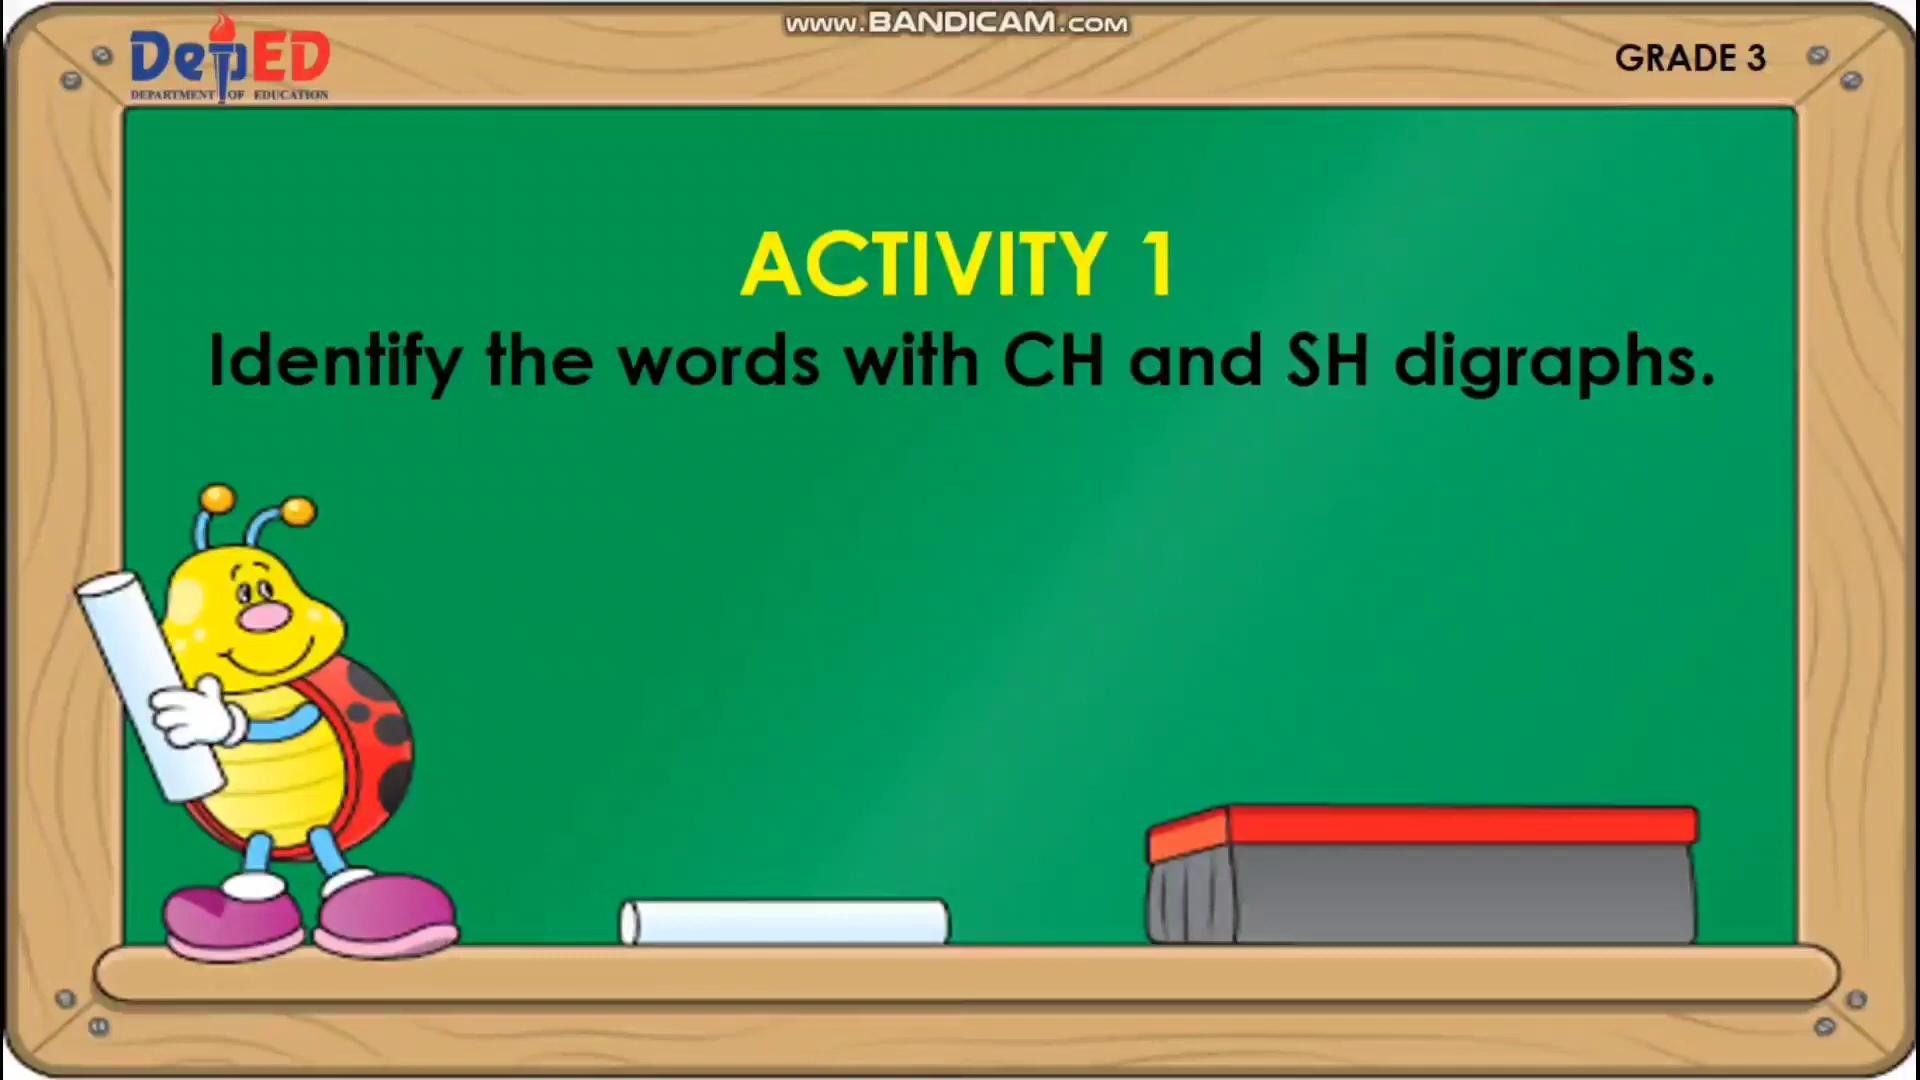 www.BANDICAM.com
DepED
DEPARTMENT OF EDUCATION
GRADE 3
ACTIVITY 1
Identify the words with CH and SH digraphs.